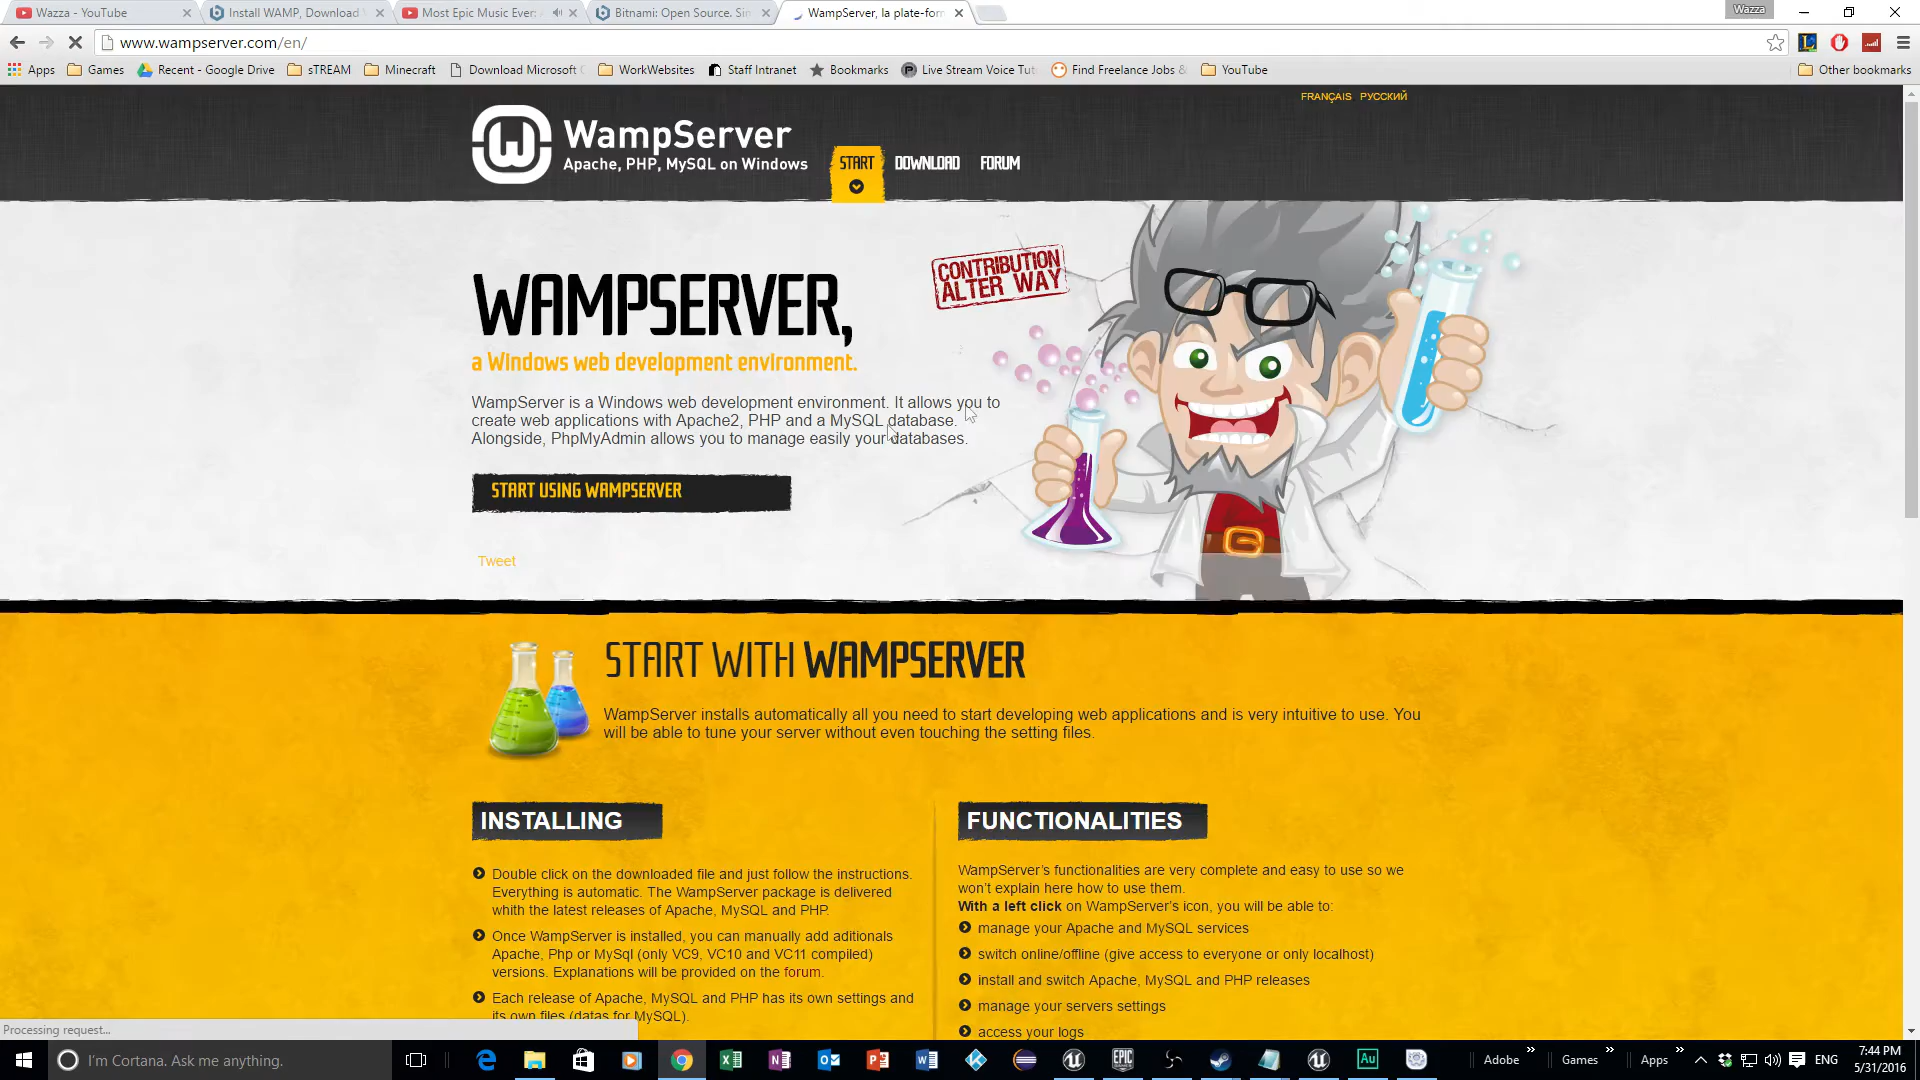 Wazza - YouTube
Install WAMP, Download
Most Epic Music Ever:
Bitnami: Open Source. Sim
WampServer, la plate-for
Wazza
www.wampserver.com/en/
Apps
Games
Recent - Google Drive
sTREAM
Minecraft
Download Microsoft
WorkWebsites
Staff Intranet
Bookmarks
Live Stream Voice Tut
Find Freelance Jobs &
YouTube
Other bookmarks
FRANÇAIS РУССКИЙ
WampServer
Apache, PHP, MySQL on Windows
START
DOWNLOAD
FORUM
CONTRIBUTION
ALTER WAY
WAMPSERVER,
a Windows web development environment.
WampServer is a Windows web development environment. It allows you to
create web applications with Apache2, PHP and a MySQL database.
Alongside, PhpMyAdmin allows you to manage easily your databases.
START USING WAMPSERVER
Tweet
START WITH WAMPSERVER
WampServer installs automatically all you need to start developing web applications and is very intuitive to use. You
will be able to tune your server without even touching the setting files.
INSTALLING
Double click on the downloaded file and just follow the instructions.
Everything is automatic. The WampServer package is delivered
whith the latest releases of Apache, MySQL and PHP.
Once WampServer is installed, you can manually add aditionals
Apache, Php or MySql (only VC9, VC10 and VC11 compiled)
versions. Explanations will be provided on the forum.
Each release of Apache, MySQL and PHP has its own settings and
its own files (datas for MySQL).
FUNCTIONALITIES
WampServer's functionalities are very complete and easy to use so we
won't explain here how to use them.
With a left click on WampServer's icon, you will be able to:
manage your Apache and MySQL services
switch online/offline (give access to everyone or only localhost)
install and switch Apache, MySQL and PHP releases
manage your servers settings
access your logs
Processing request...
I'm Cortana. Ask me anything.
EPIC
Au
Adobe
Games
Apps
ENG
7:44 PM
5/31/2016